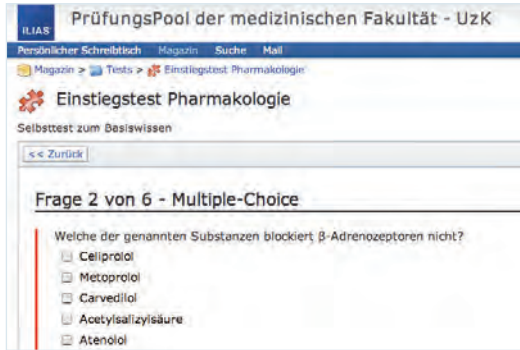 ILIAS
PrüfungsPool der medizinischen Fakultät - UzK
Persönlicher Schreibtisch Magazin Suche Mail
Magazin > Tests > Einstiegstest Pharmakologie
Einstiegstest Pharmakologie
Selbsttest zum Basiswissen
<< Zurück
Frage 2 von 6 - Multiple-Choice
Welche der genannten Substanzen blockiert β-Adrenozeptoren nicht?
Celiprolol
Metoprolol
Carvedilol
Acetylsalizylsäure
Atenolol